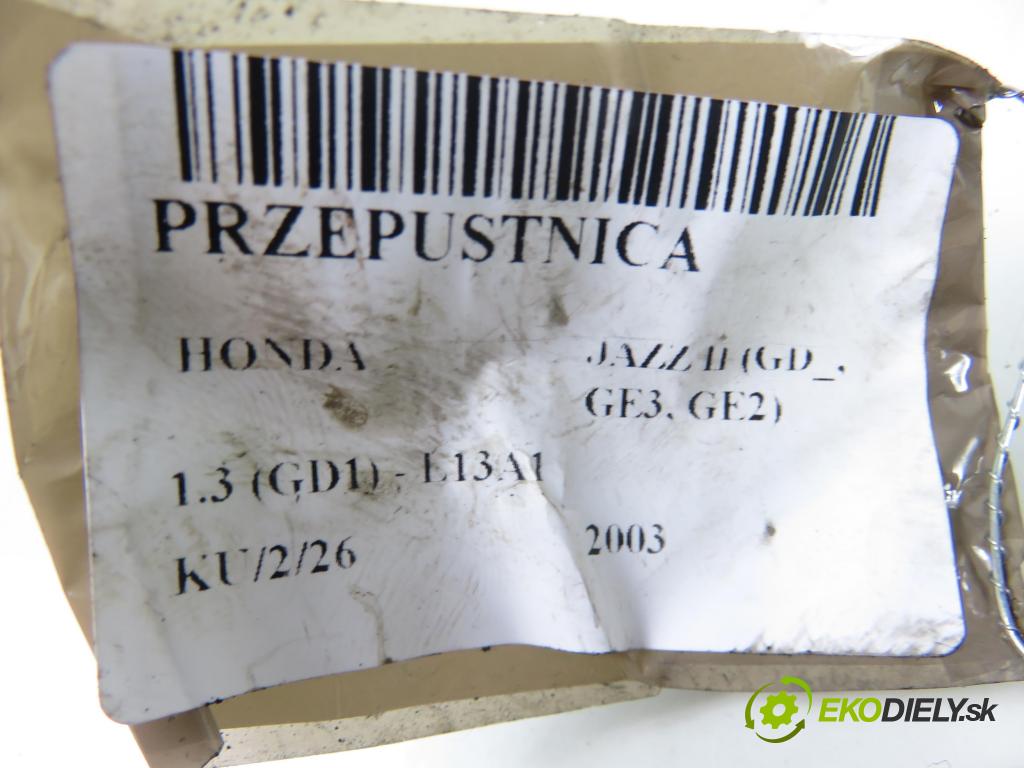 PRZEPUSTNICA
HONDA
JAZZ II (GD_,
GE3, GE2)
1.3 (GD1) - L13A1
KU/2/26
2003
EKODIELY.sk